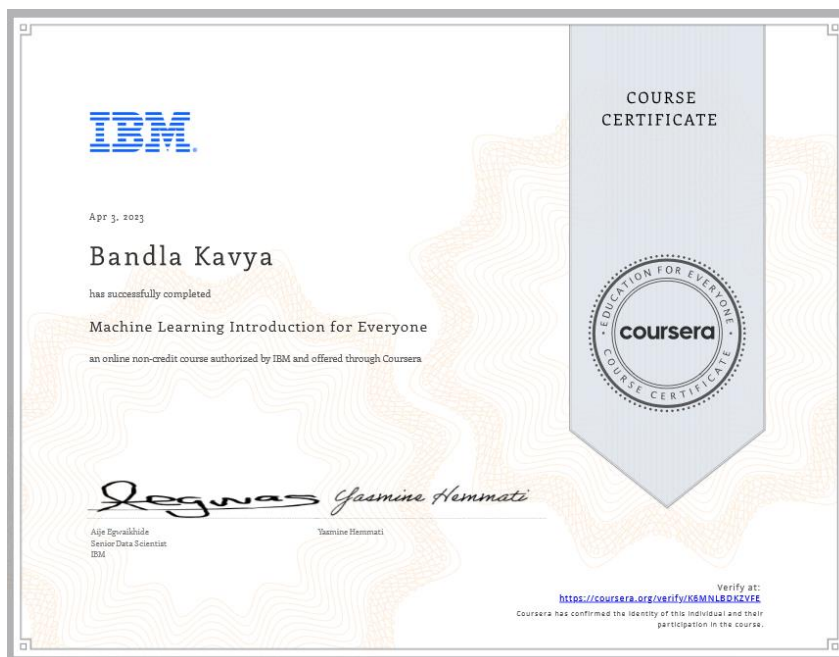 IBM
COURSE
CERTIFICATE
Apr 3, 2023
Bandla Kavya
has successfully completed
Machine Learning Introduction for Everyone
an online non-credit course authorized by IBM and offered through Coursera
EDUCATION FOR EVERYONE
coursera
COURSE CERTIFICATE
Yasmine Hemmati
Aije Egwaikhide
Senior Data Scientist
IBM
Yasmine Hemmati
Verify at:
https://coursera.org/verify/K6MNLBDKZVFE
Coursera has confirmed the identity of this individual and their
participation in the course.